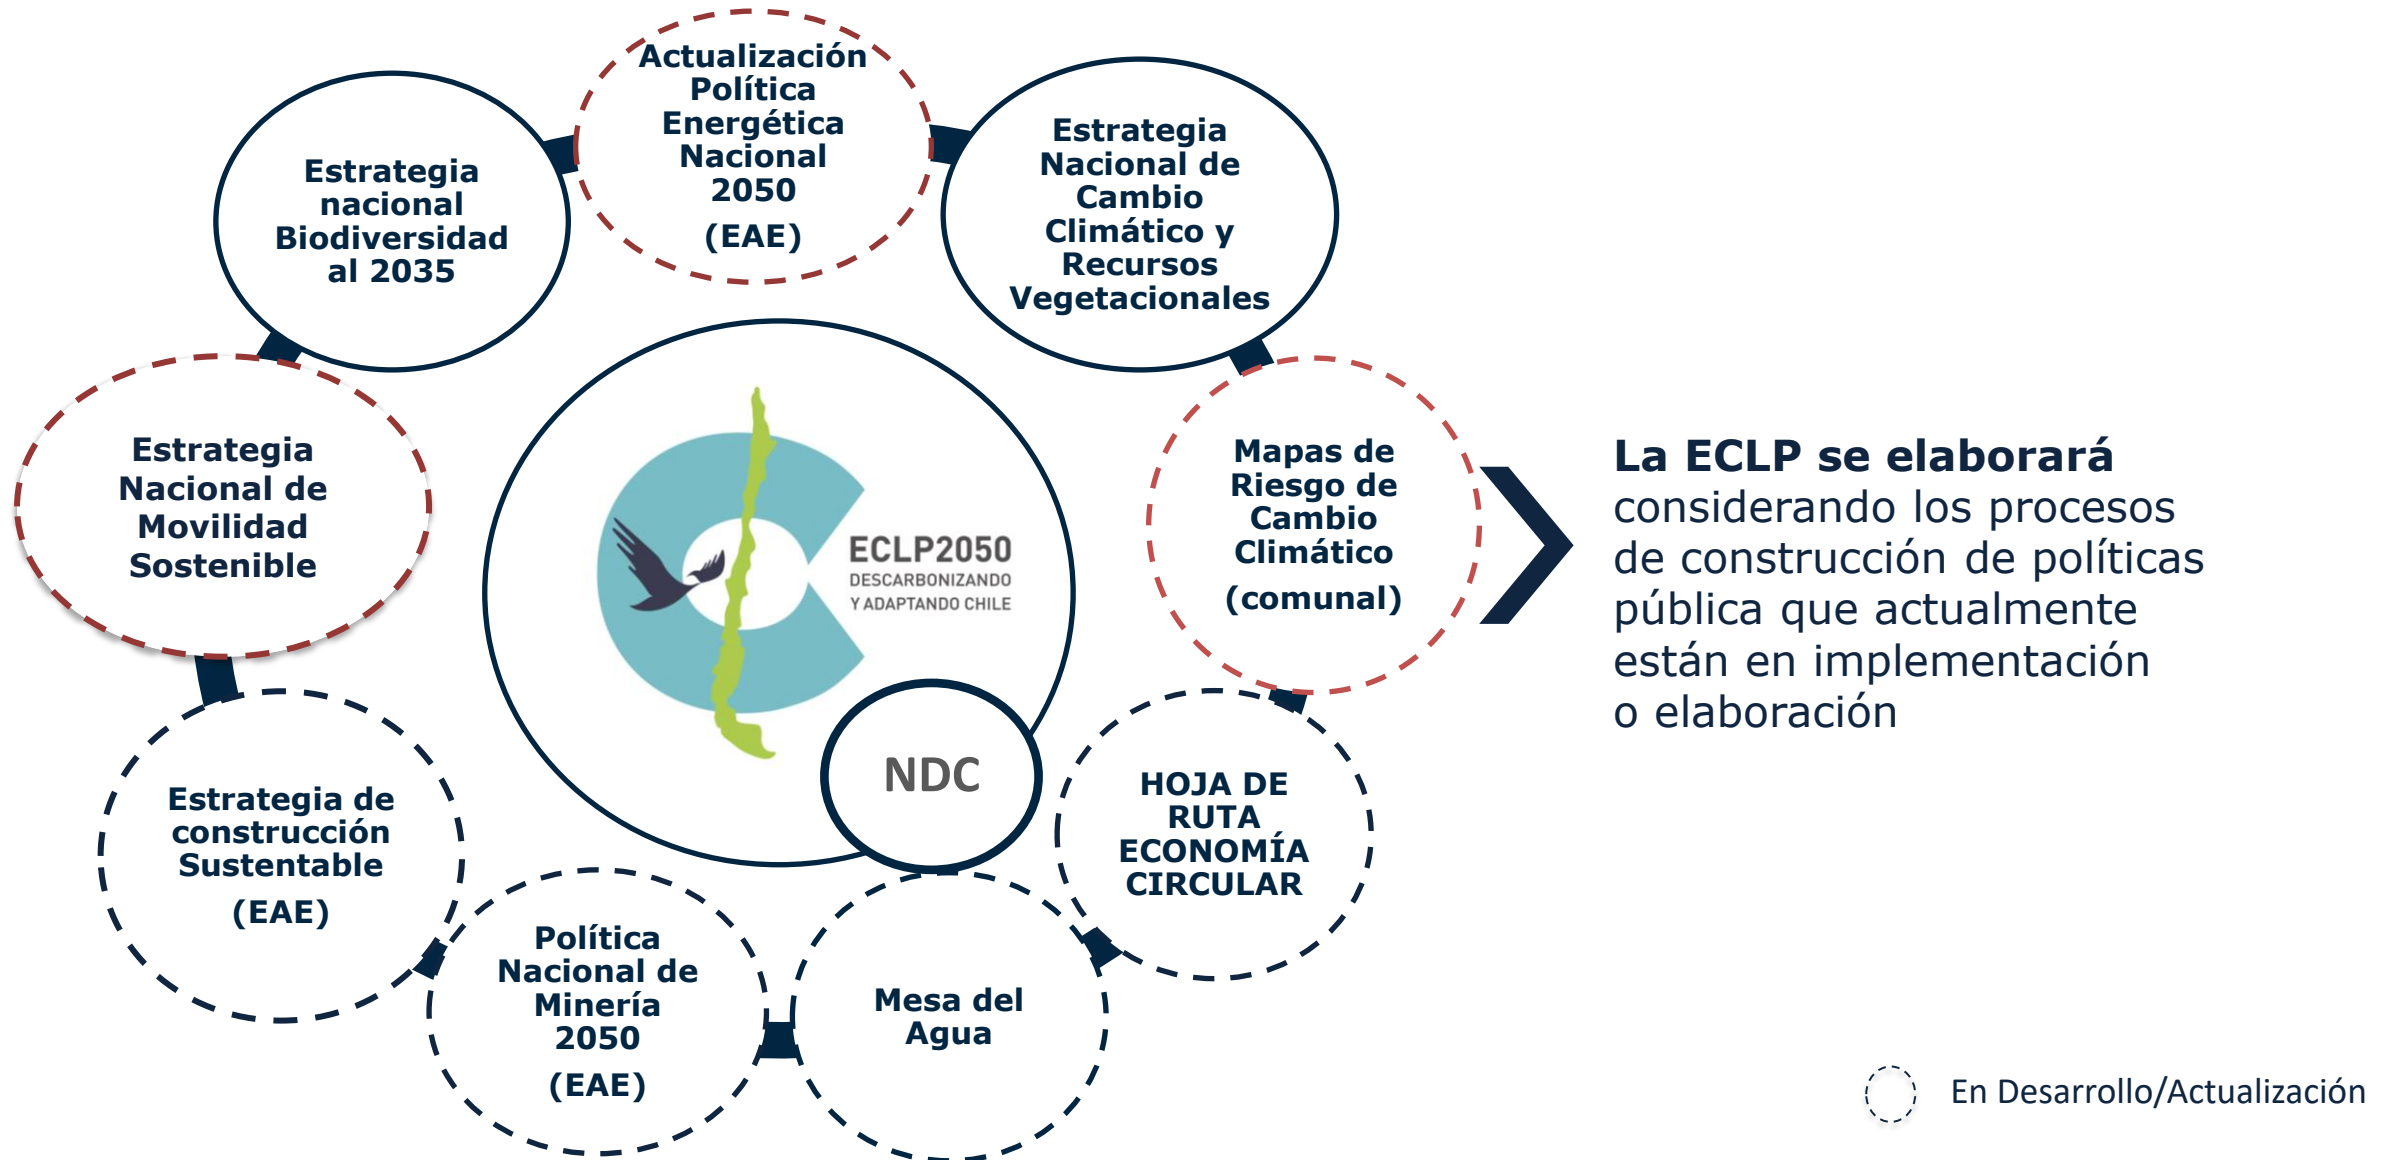 Actualización
Política
Energética
Nacional
2050
(EAE)
Estrategia
nacional
Biodiversidad
al 2035
Estrategia
Nacional de
Cambio
Climático y
Recursos
Vegetacionales
Estrategia
Nacional de
Movilidad
Sostenible
ECLP2050
DESCARBONIZANDO
Y ADAPTANDO CHILE
NDC
Mapas de
Riesgo de
Cambio
Climático
(comunal)
La ECLP se elaborará
considerando los procesos
de construcción de políticas
pública que actualmente
están en implementación
o elaboración
Estrategia de
construcción
Sustentable
(EAE)
Política
Nacional de
Minería
2050
(EAE)
Mesa del
Agua
HOJA DE
RUTA
ECONOMÍA
CIRCULAR
En Desarrollo/Actualización